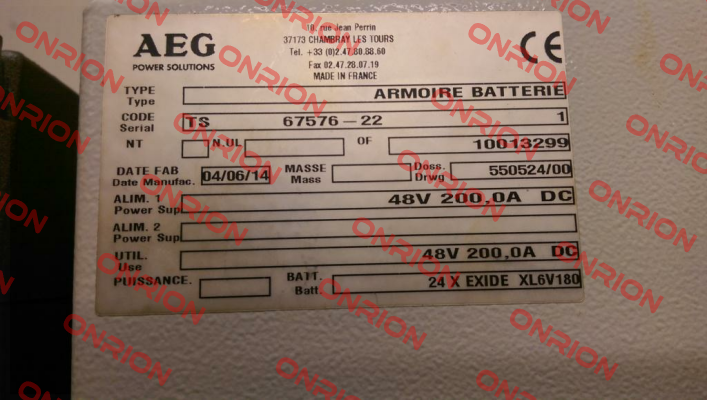 AEG
POWER SOLUTIONS
18, rue Jean Perrin
37173 CHAMBRAY LES TOURS
Tel. +33 (0)2.47.80.88.60
Fax 02.47.28.07.19
MADE IN FRANCE
CE
TYPE
Type
ARMOIRE BATTERIE
CODE
Serial
TS 67576-22 1
NT N.UL OF 10013299
DATE FAB
Date Manufac.
04/06/14
MASSE
Mass
Doss.
Drwg
550524/00
ALIM. 1
Power Sup
48V 200,0A DC
ALIM. 2
Power Sup
UTIL.
Use
48V 200,0A DC
PUISSANCE.
BATT.
Batt.
24 X EXIDE XL6V180
ONRION